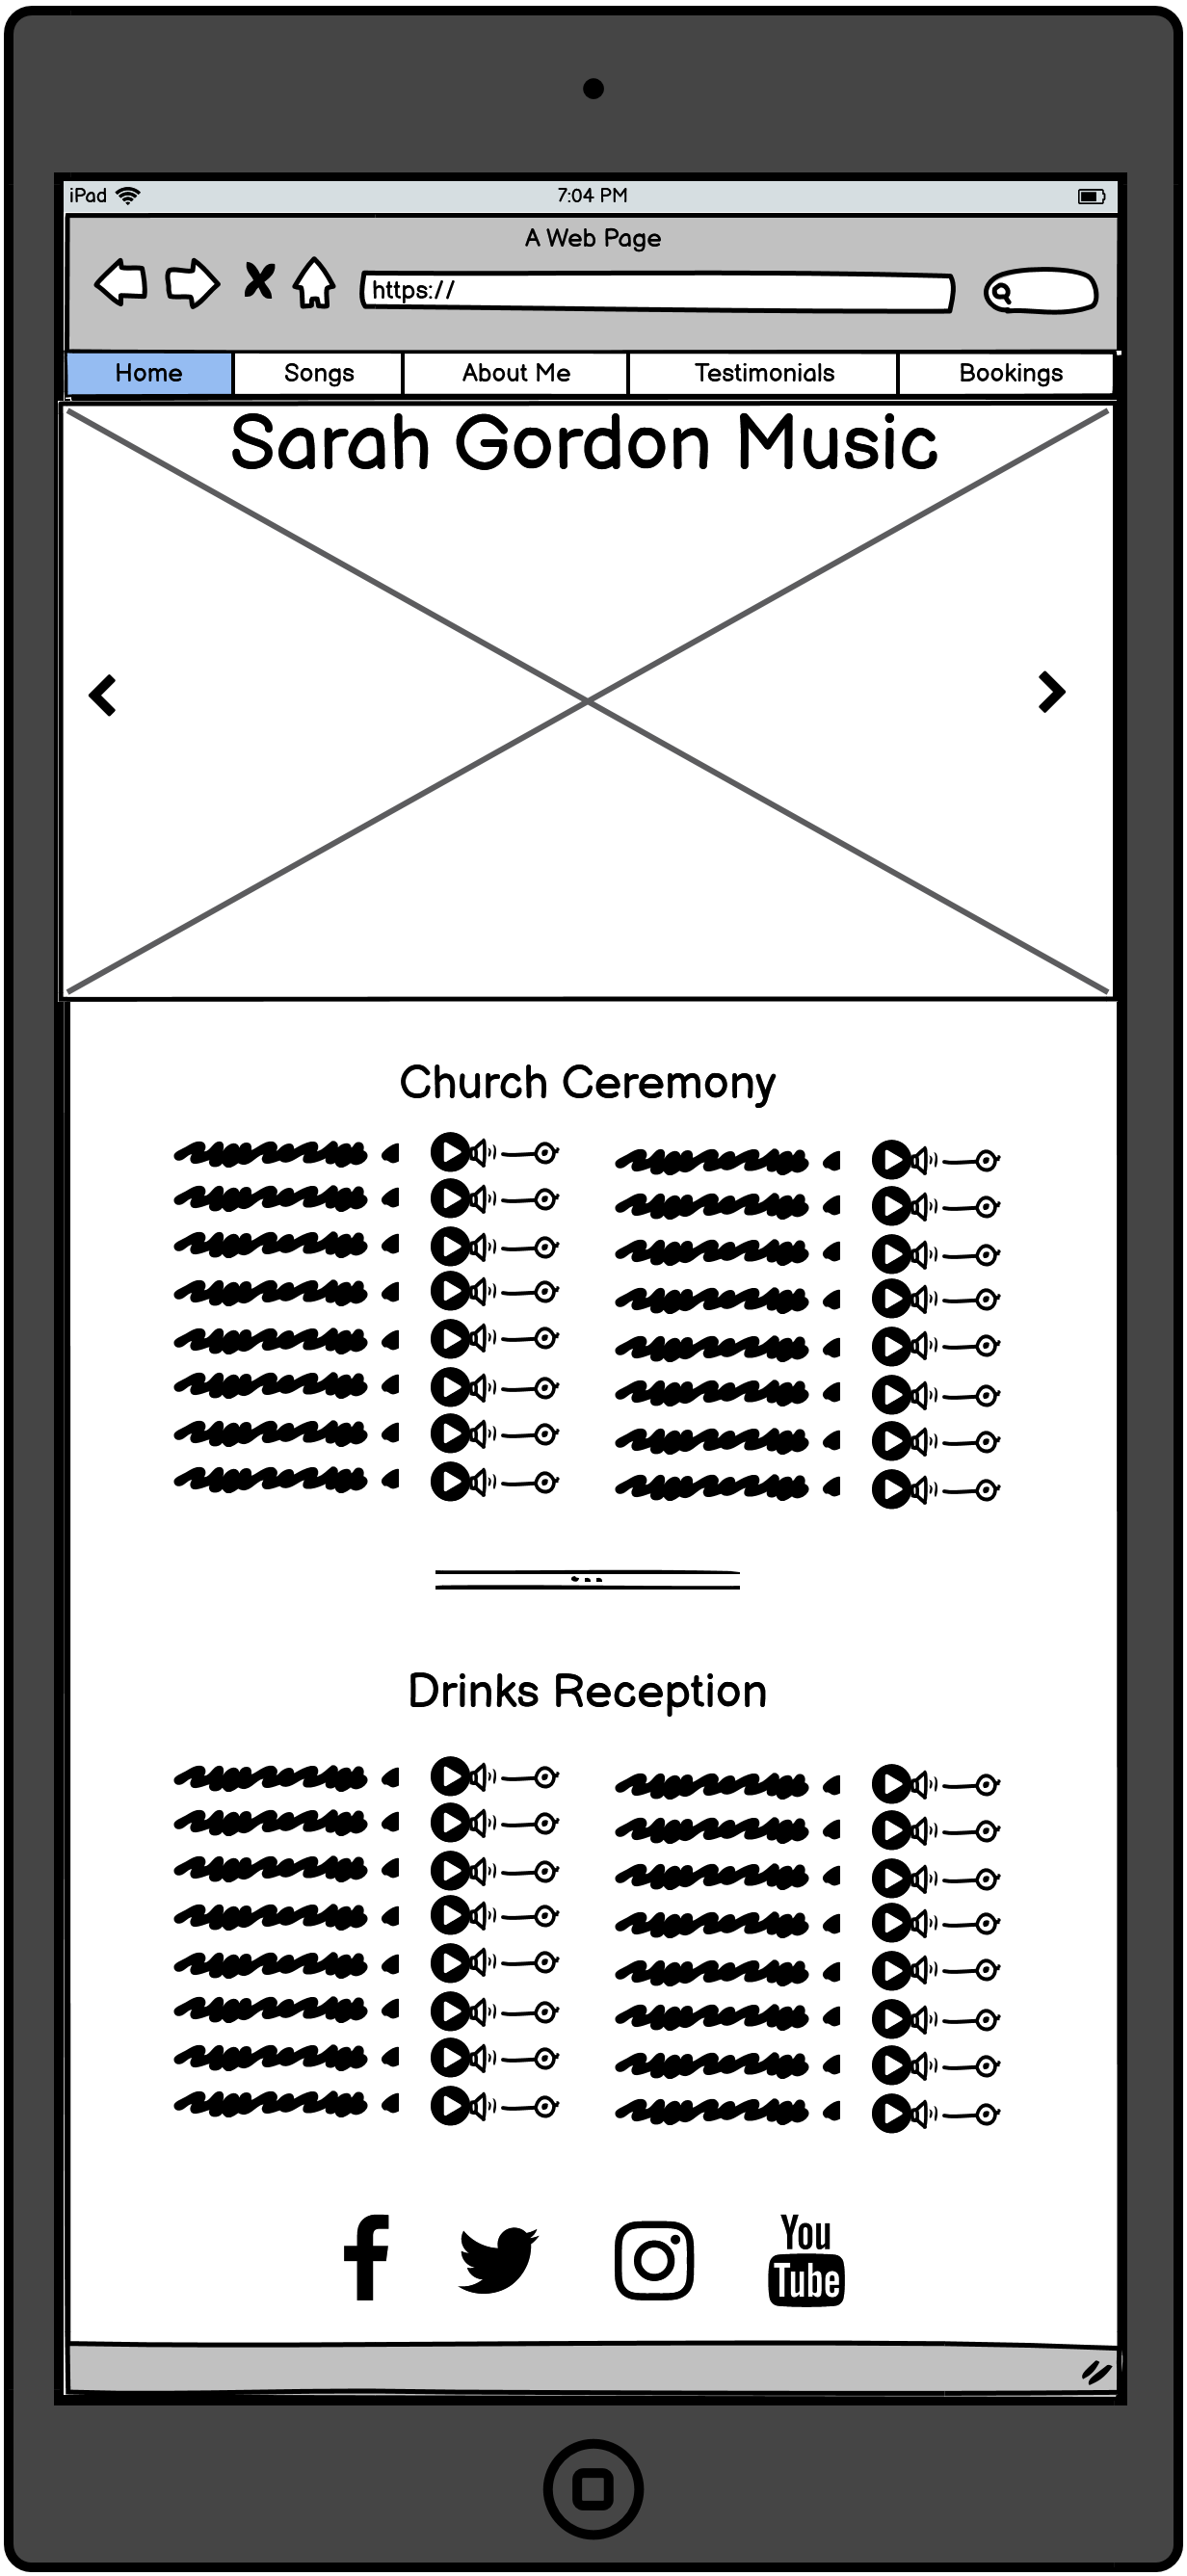 iPad 7:04 PM
A Web Page
https://
Home Songs About Me Testimonials Bookings
Sarah Gordon Music
Church Ceremony
Drinks Reception
You
Tube